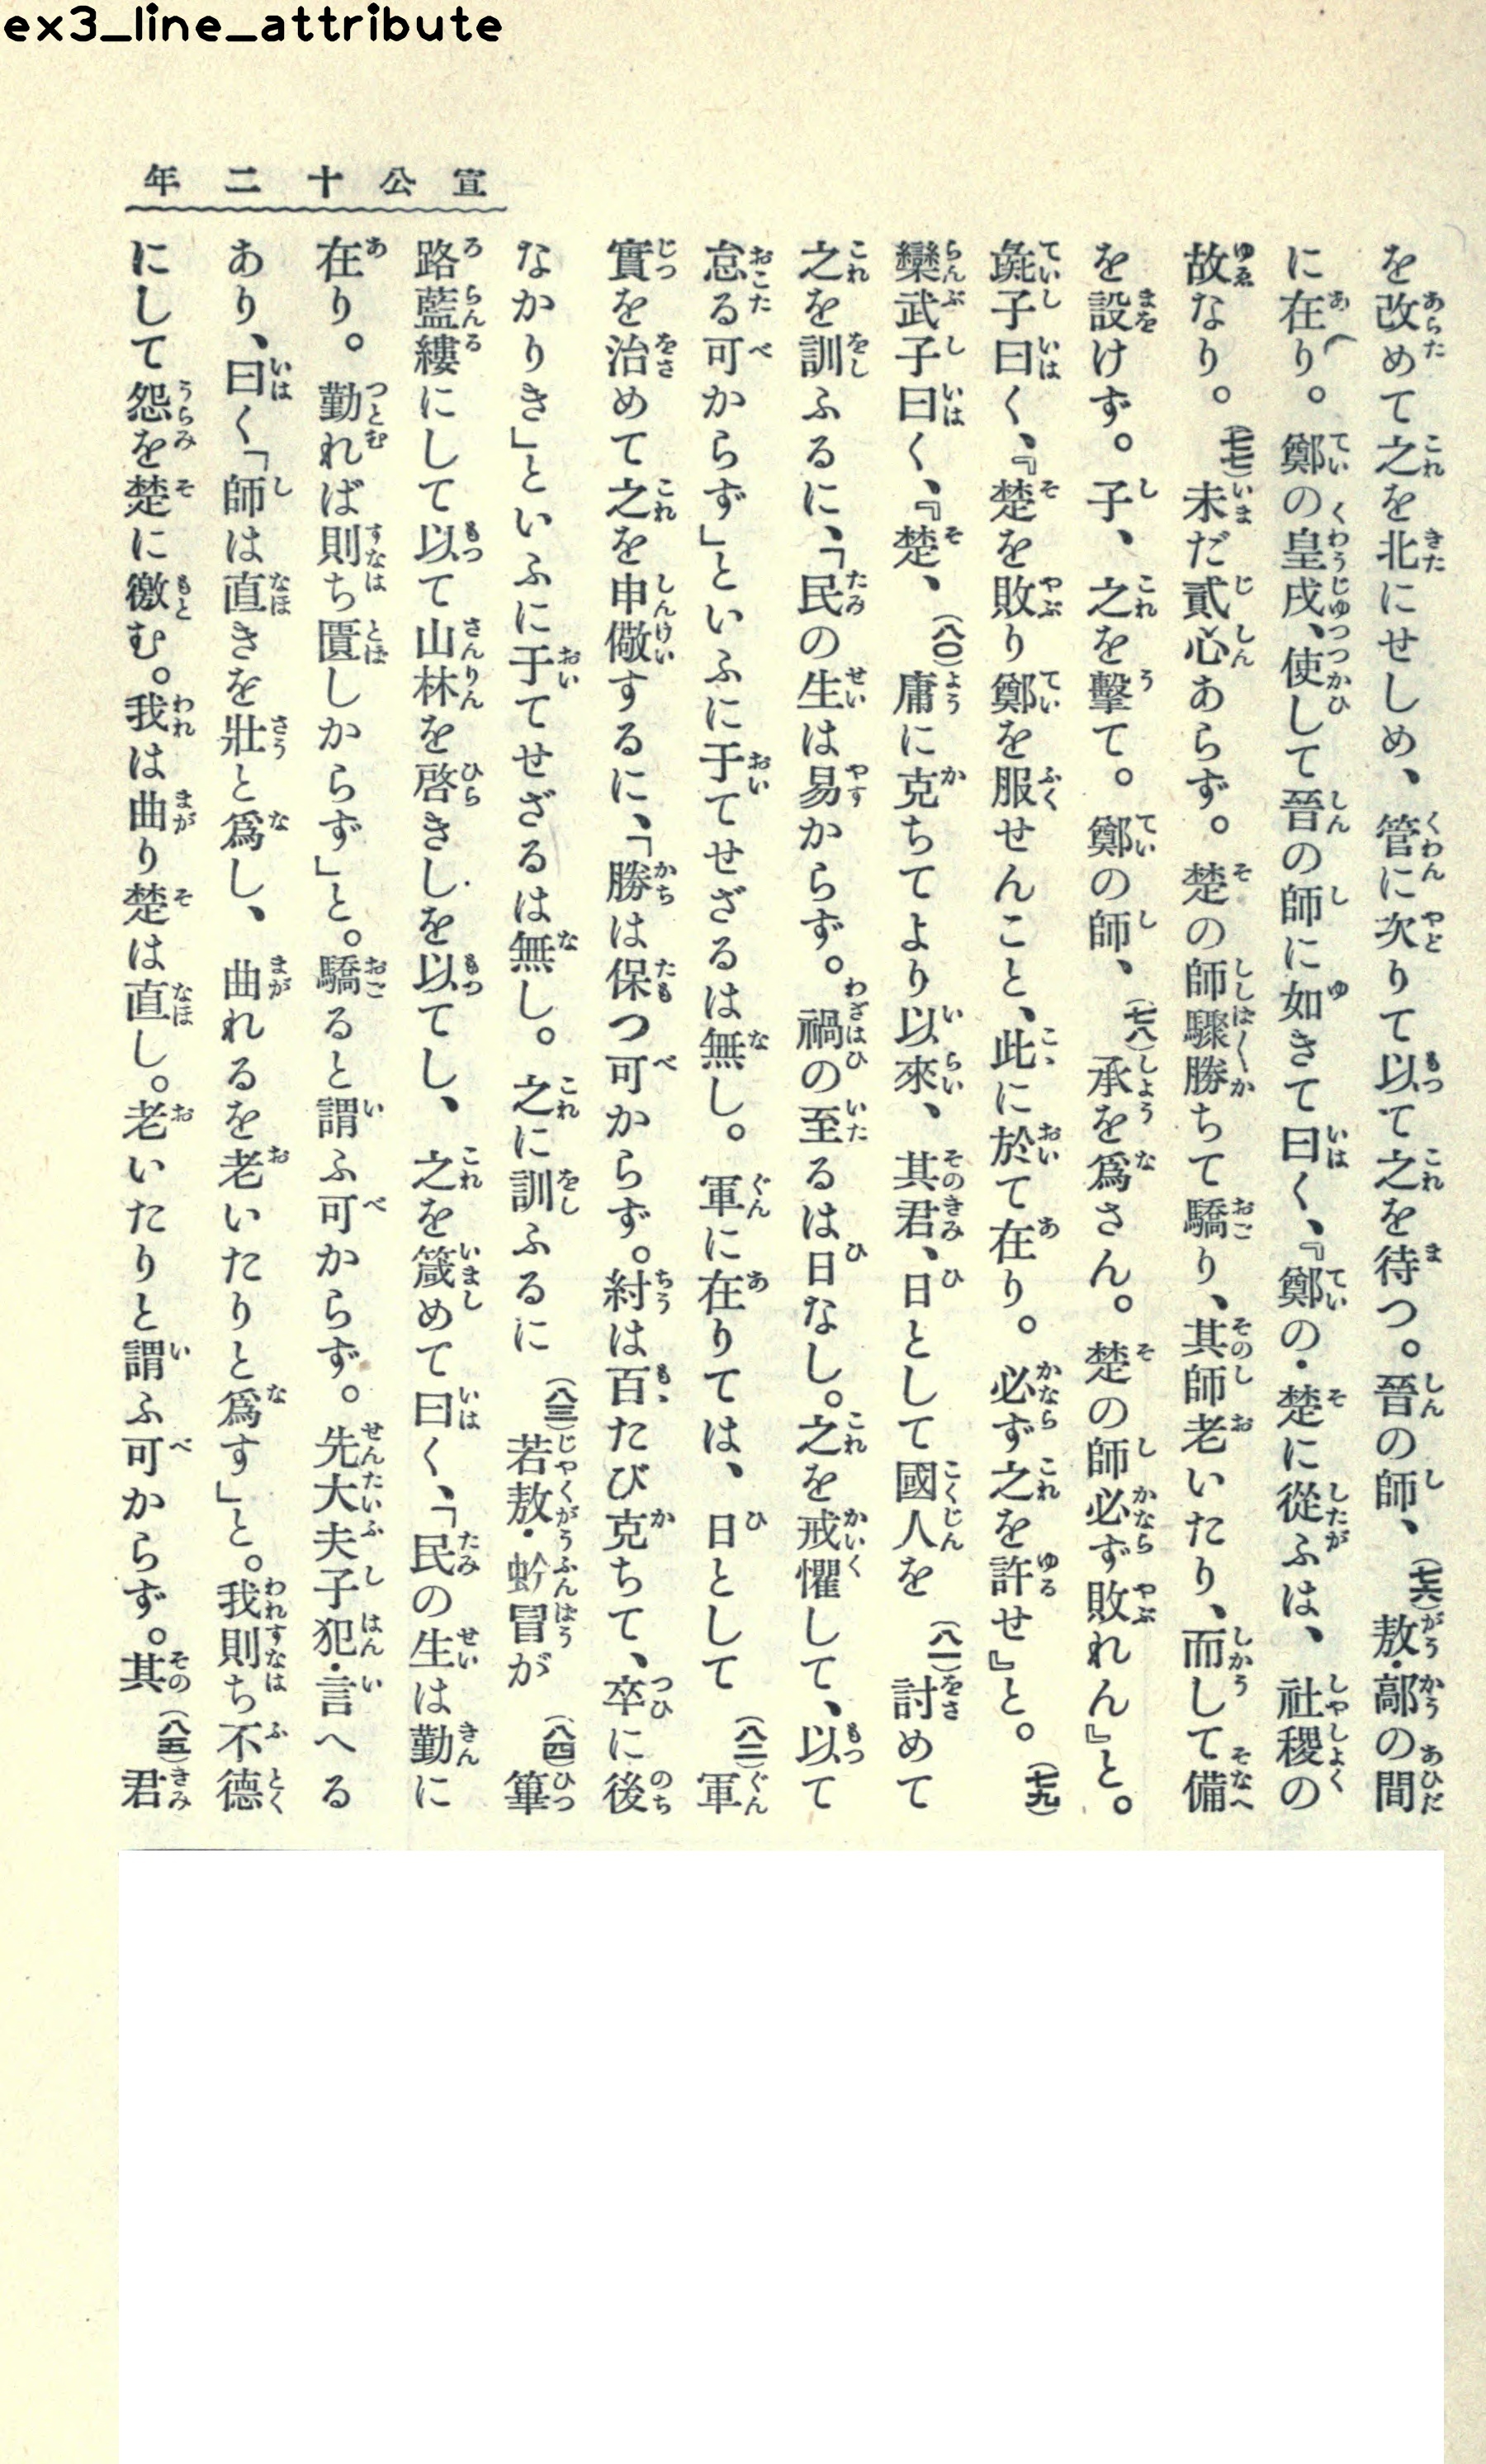 ex3_line_attribute
宣公十二年
を改めて之を北にせしめ、管に次りて以て之を待つ。晉の師、(七六)敖・鄗の間
に在り。鄭の皇戌、使して晉の師に如きて曰く、『鄭の・楚に從ふは、社稷の
故なり。(七七)未だ貳心あらず。楚の師驟勝ちて驕り、其師老いたり、而して備
を設けず。子、之を擊て。鄭の師、(七八)承を爲さん。楚の師必ず敗れん』と。
彘子曰く、『楚を敗り鄭を服せんこと、此に於て在り。必ず之を許せ』と。(七九)
欒武子曰く、『楚、(八〇)庸に克ちてより以來、其君、日として國人を(八一)討めて
之を訓ふるに、「民の生は易からず。禍の至るは日なし。之を戒懼して、以て
怠る可からず」といふに于てせざるは無し。軍に在りては、日として(八二)軍
實を治めて之を申儆するに、「勝は保つ可からず。紂は百たび克ちて、卒に後
なかりき」といふに于てせざるは無し。之に訓ふるに(八三)若敖・蚡冒が(八四)篳
路藍縷にして以て山林を啓きしを以てし、之を箴めて曰く、「民の生は勤に
在り。勤れば則ち匱しからず」と。驕ると謂ふ可からず。先大夫子犯・言へる
あり、曰く「師は直きを壯と爲し、曲れるを老いたりと爲す」と。我則ち不德
にして怨を楚に徼む。我は曲り楚は直し。老いたりと謂ふ可からず。其(八五)君